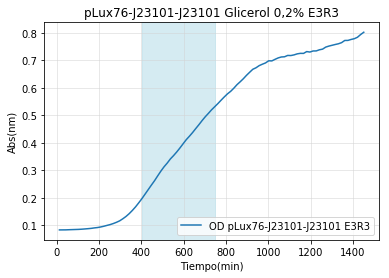 pLux76-J23101-J23101 Glicerol 0,2% E3R3
Abs(nm)
0.8
0.7
0.6
0.5
0.4
0.3
0.2
0.1
OD pLux76-J23101-J23101 E3R3
0 200 400 600 800 1000 1200 1400
Tiempo(min)